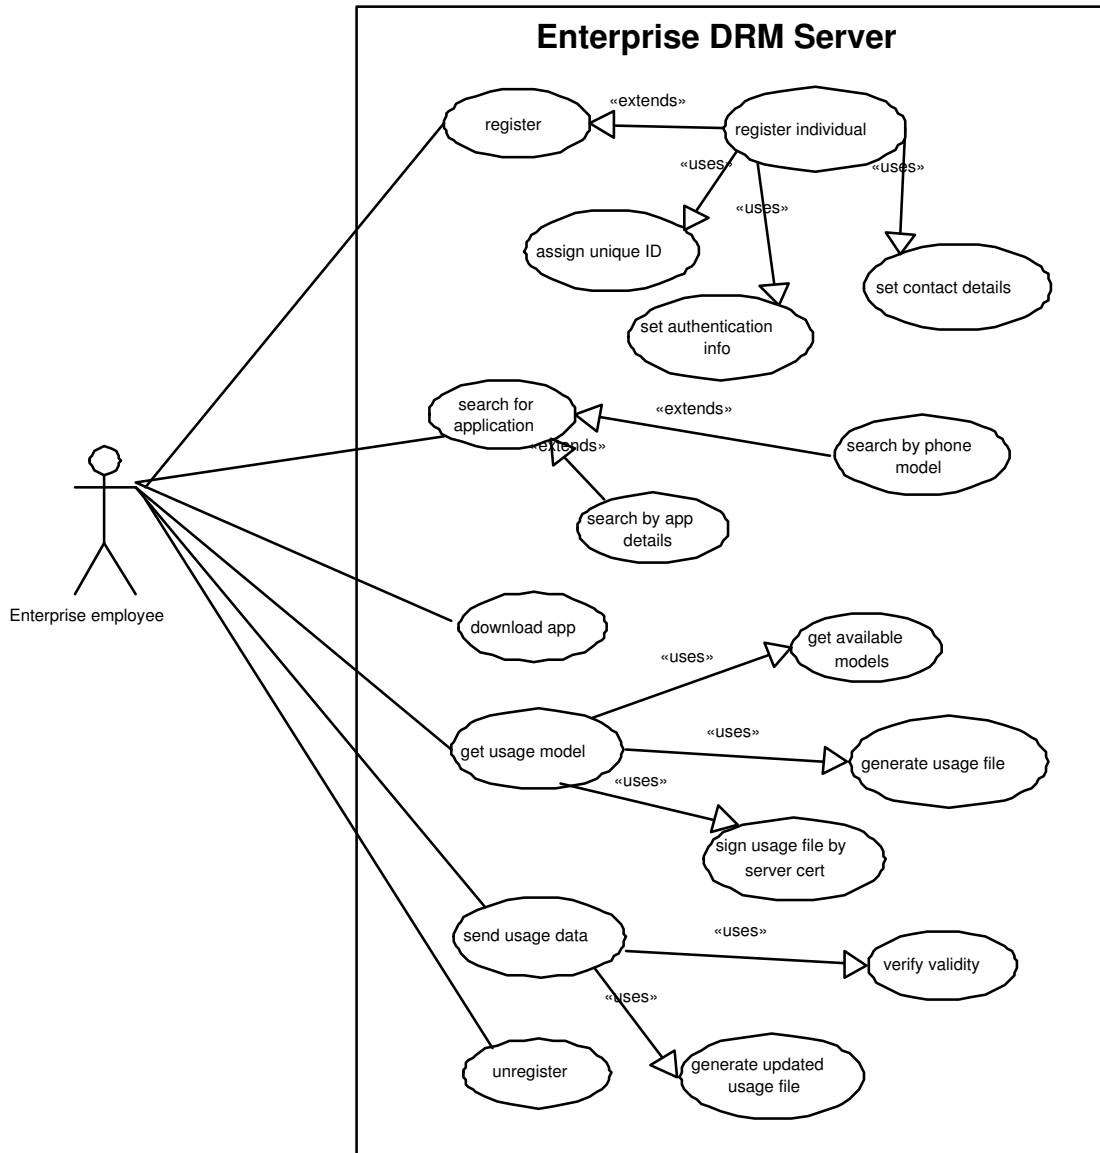 Enterprise DRM Server
«extends»
register
register individual
«uses»
«uses»
«uses»
assign unique ID
set contact details
set authentication
info
search for
application
«extends»
«extends»
search by phone
model
search by app
details
Enterprise employee
download app
get available
models
«uses»
get usage model
«uses»
generate usage file
«uses»
sign usage file by
server cert
send usage data
«uses»
verify validity
«uses»
unregister
generate updated
usage file